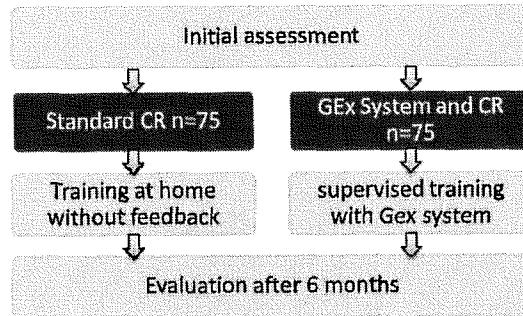 Initial assessment
Standard CR n=75
GEx System and CR
n=75
Training at home
without feedback
supervised training
with Gex system
Evaluation after 6 months